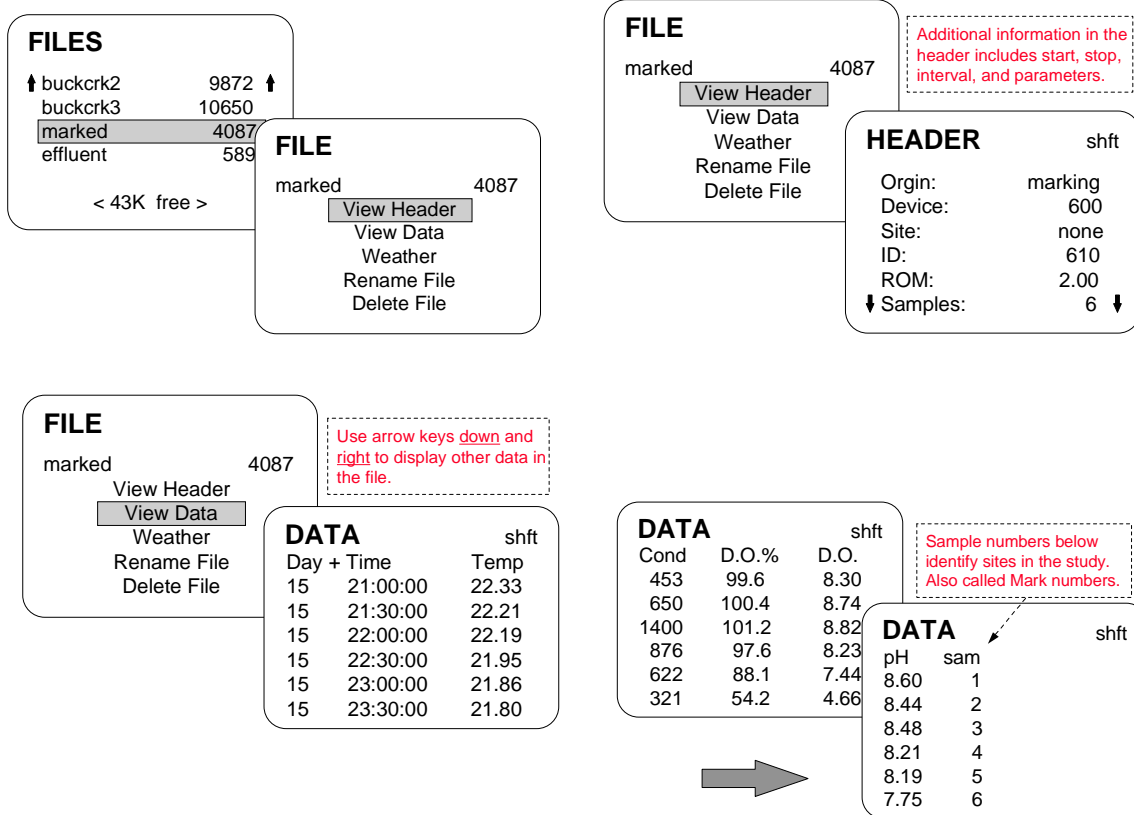 FILES
buckcrk2 9872
buckcrk3 10650
marked 4087
effluent 589
< 43K free >
FILE
marked 4087
View Header
View Data
Weather
Rename File
Delete File
FILE
marked 4087
View Header
View Data
Weather
Rename File
Delete File
Additional information in the
header includes start, stop,
interval, and parameters.
HEADER shft
Orgin: marking
Device: 600
Site: none
ID: 610
ROM: 2.00
Samples: 6
FILE
marked 4087
View Header
View Data
Weather
Rename File
Delete File
Use arrow keys down and
right to display other data in
the file.
DATA shft
Day + Time Temp
15 21:00:00 22.33
15 21:30:00 22.21
15 22:00:00 22.19
15 22:30:00 21.95
15 23:00:00 21.86
15 23:30:00 21.80
DATA shft
Cond D.O.% D.O.
453 99.6 8.30
650 100.4 8.74
1400 101.2 8.82
876 97.6 8.23
622 88.1 7.44
321 54.2 4.66
Sample numbers below
identify sites in the study.
Also called Mark numbers.
DATA shft
pH sam
8.60 1
8.44 2
8.48 3
8.21 4
8.19 5
7.75 6